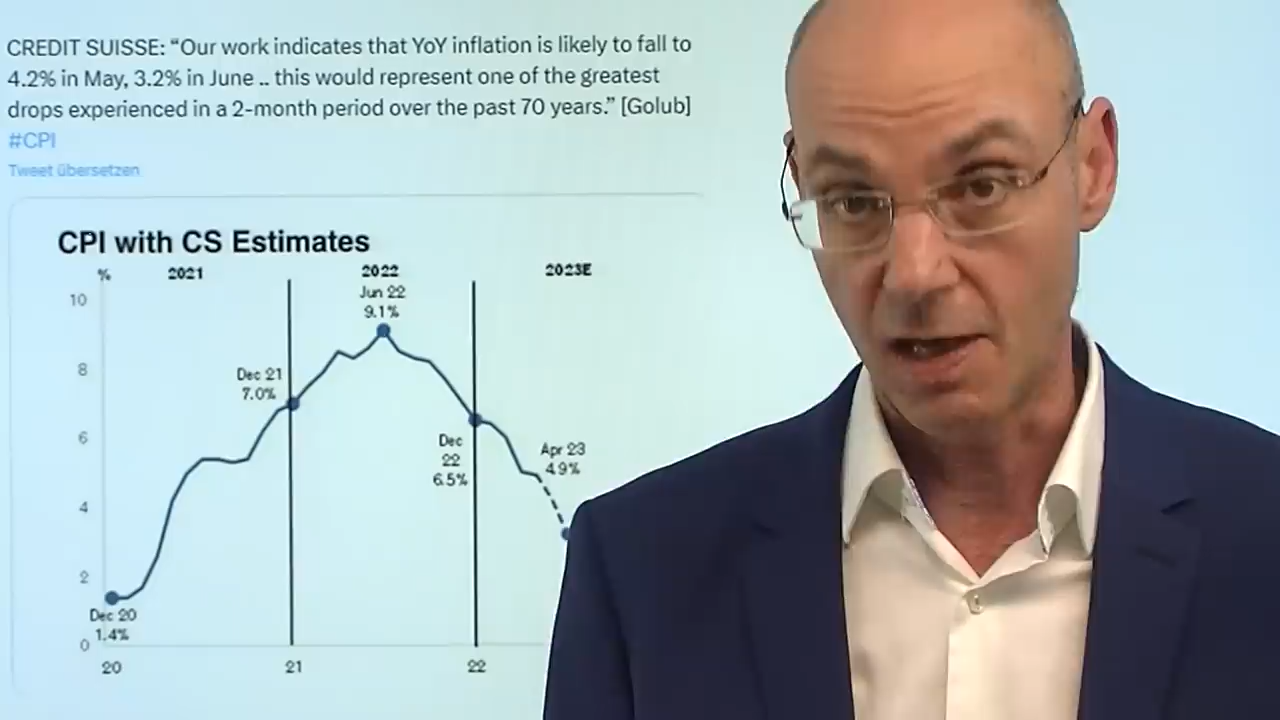 CREDIT SUISSE: “Our work indicates that YoY inflation is likely to fall to
4.2% in May, 3.2% in June .. this would represent one of the greatest
drops experienced in a 2-month period over the past 70 years.” [Golub]
#CPI
Tweet übersetzen
CPI with CS Estimates
% 2021 2022 2023E
Jun 22
9.1%
10
8
Dec 21
7.0%
6
Dec
22
6.5%
Apr 23
4.9%
4
2
Dec 20
1.4%
0
20 21 22